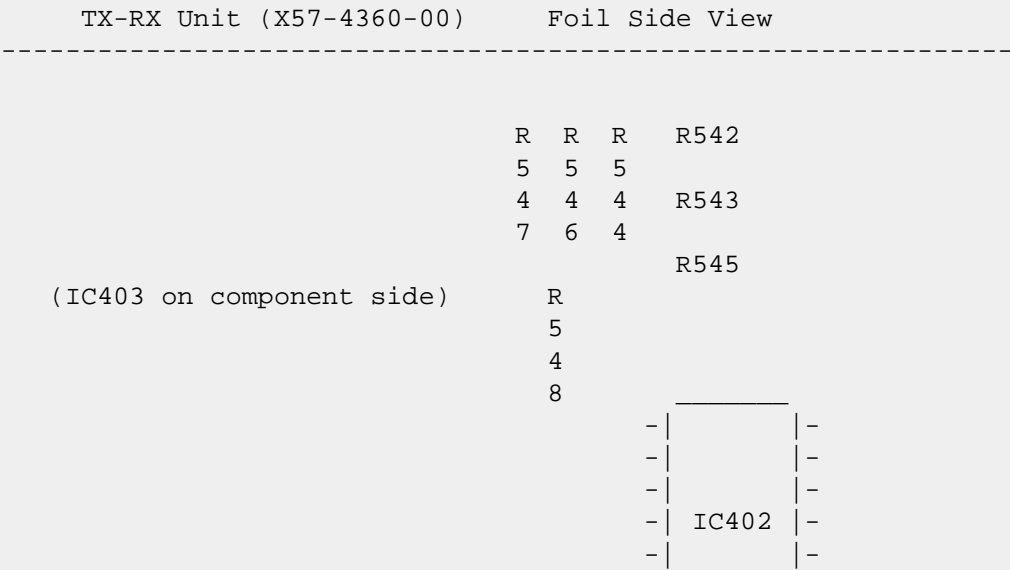 TX-RX Unit (X57-4360-00)     Foil Side View
---------------------------------------------------------------
R  R  R   R542
5  5  5
4  4  4   R543
7  6  4
R545
(IC403 on component side)      R
5
4
8       _______
-|       |-
-|       |-
-|       |-
-| IC402 |-
-|       |-